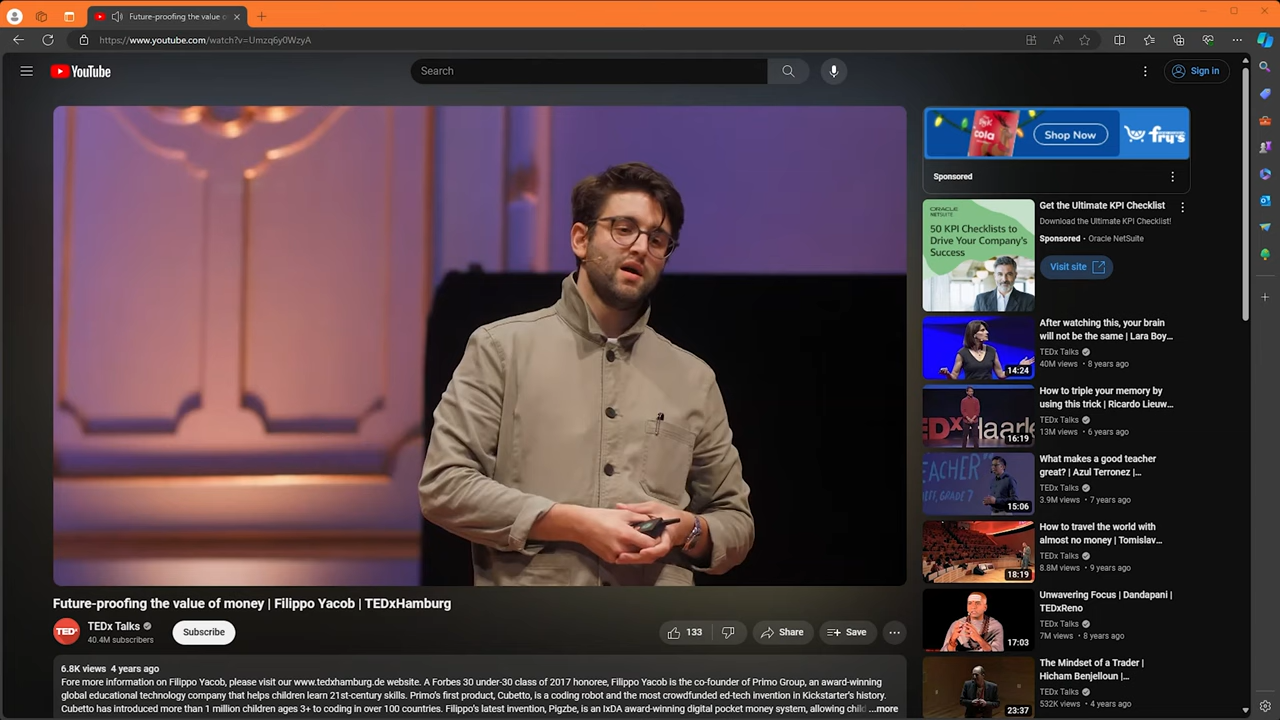 Future-proofing the value o
https://www.youtube.com/watch?v=Umzq6y0WzyA
YouTube
Search
Sign in
cola
Shop Now
fry's
Sponsored
ORACLE
NETSUITE
50 KPI Checklists to
Drive Your Company's
Success
Get the Ultimate KPI Checklist
Download the Ultimate KPI Checklist!
Sponsored · Oracle NetSuite
Visit site
After watching this, your brain
will not be the same | Lara Boy...
TEDx Talks
40M views • 8 years ago
14:24
How to triple your memory by
using this trick | Ricardo Lieuw...
TEDx Talks
13M views • 6 years ago
EDx
aarle
16:19
What makes a good teacher
great? | Azul Terronez |...
TEDx Talks
3.9M views • 7 years ago
EACHER"
GRADE 7
15:06
How to travel the world with
almost no money | Tomislav...
TEDx Talks
8.8M views • 9 years ago
18:19
Unwavering Focus | Dandapani |
TEDxReno
TEDx Talks
7M views • 8 years ago
17:03
The Mindset of a Trader |
Hicham Benjelloun |...
TEDx Talks
532K views • 4 years ago
23:37
Future-proofing the value of money | Filippo Yacob | TEDxHamburg
TEDx
TEDx Talks
40.4M subscribers
Subscribe
133
Share
Save
6.8K views 4 years ago
Fore more information on Filippo Yacob, please visit our www.tedxhamburg.de website. A Forbes 30 under-30 class of 2017 honoree, Filippo Yacob is the co-founder of Primo Group, an award-winning
global educational technology company that helps children learn 21st-century skills. Primo's first product, Cubetto, is a coding robot and the most crowdfunded ed-tech invention in Kickstarter's history.
Cubetto has introduced more than 1 million children ages 3+ to coding in over 100 countries. Filippo's latest invention, Pigzbe, is an IxDA award-winning digital pocket money system, allowing child ...more